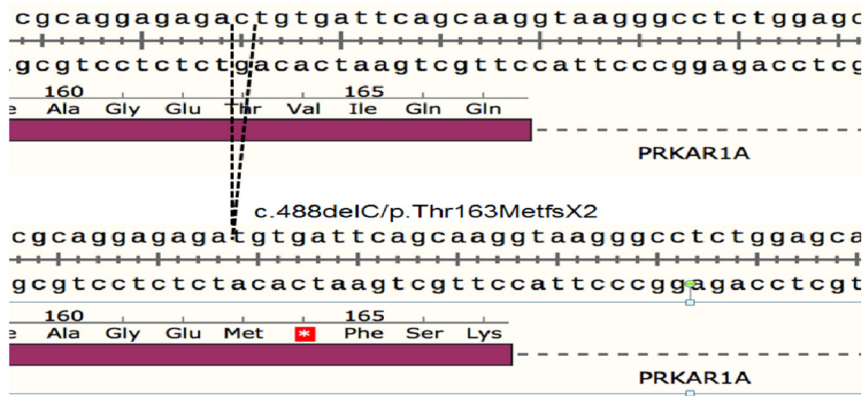 cgcaggagagactgtgattcagcaaggtaagggcctctggagc
gcgtcctctctgacactaagtcgttccattcccggagacctcg
160 165
e Ala Gly Glu Thr Val Ile Gln Gln
PRKAR1A
c.488delC/p.Thr163MetfsX2
cgcaggagagatgtgattcagcaaggtaagggcctctggagca
gcgtcctctctacactaagtcgttccattcccggagacctcgt
160 165
e Ala Gly Glu Met * Phe Ser Lys
PRKAR1A